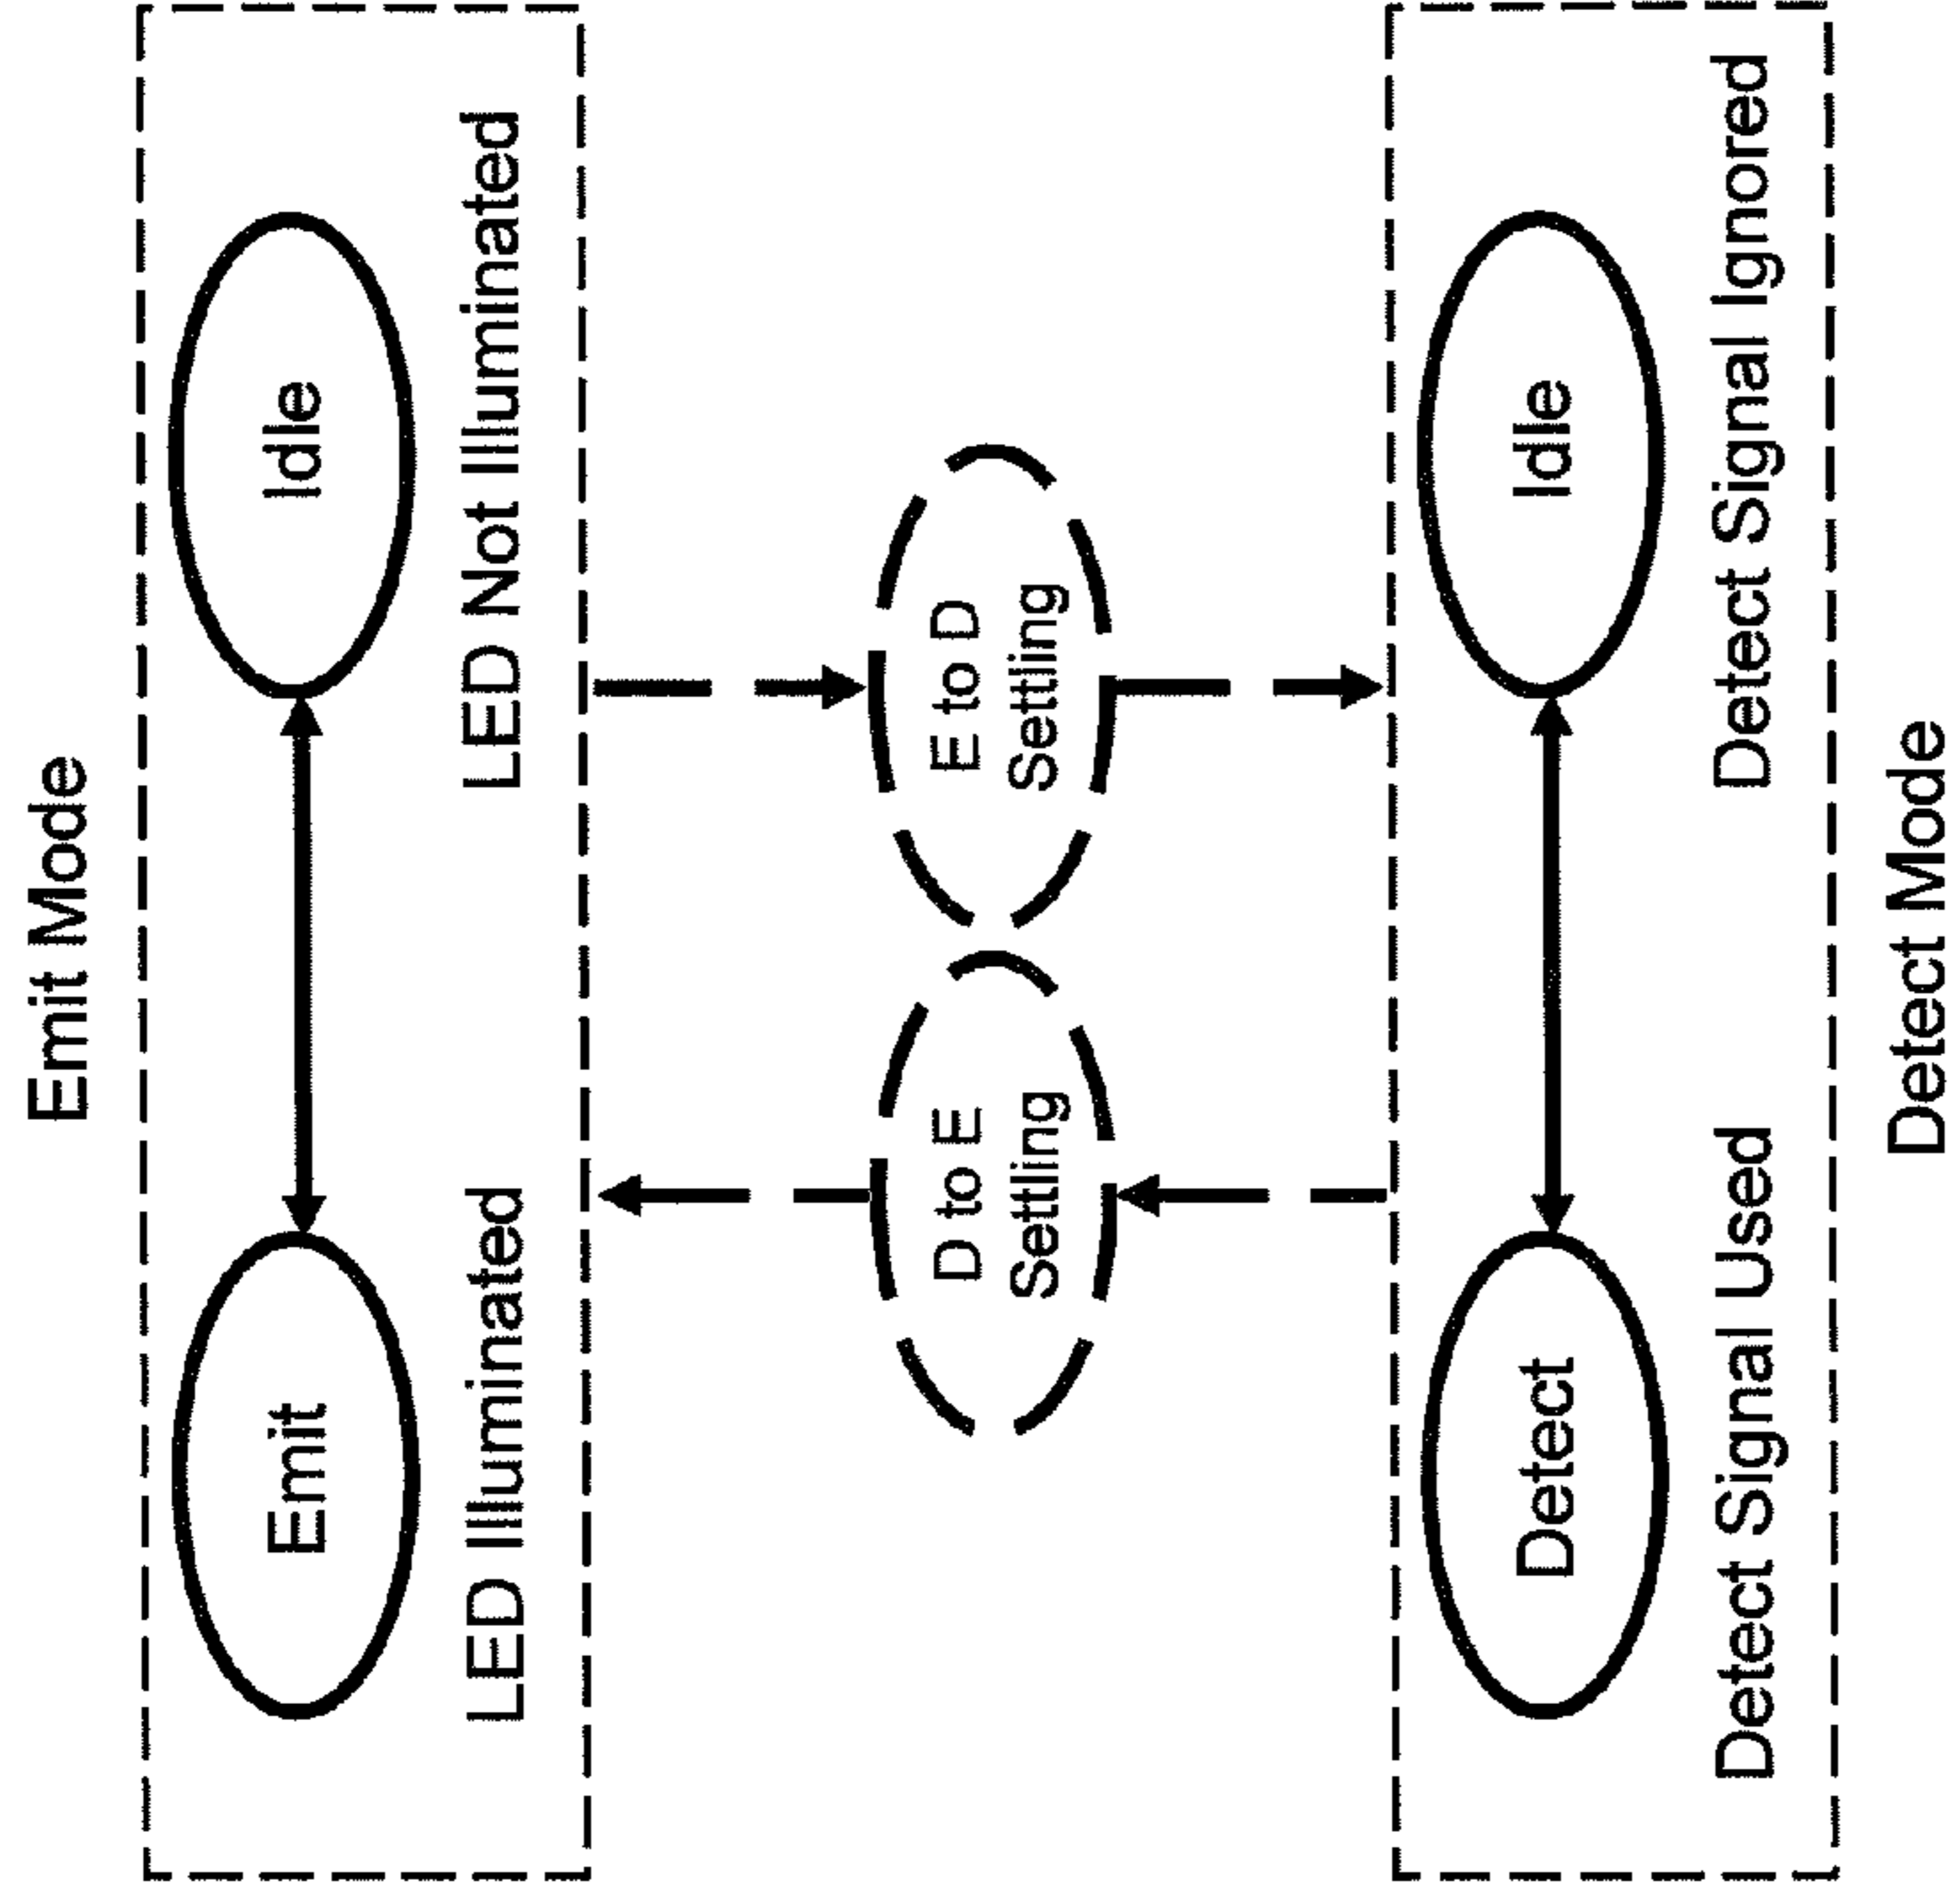 Emit Mode
Emit
Idle
LED Illuminated
LED Not Illuminated
D to E
Settling
E to D
Settling
Detect
Idle
Detect Signal Used
Detect Signal Ignored
Detect Mode